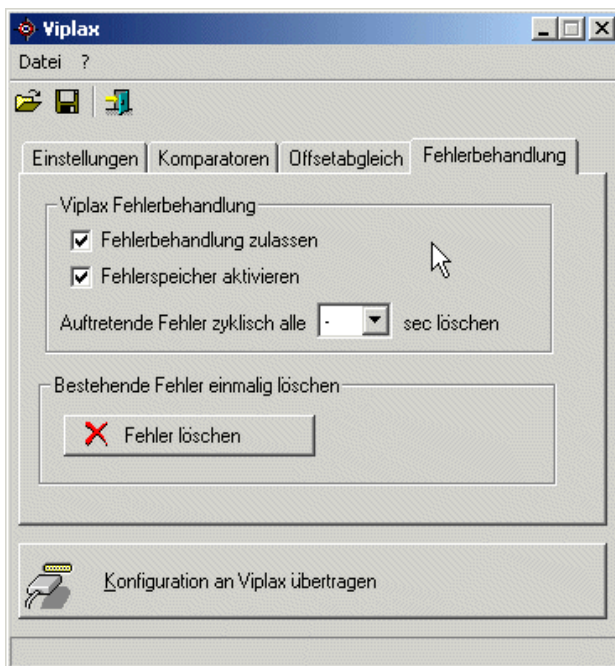 Viplax
Datei ?
Einstellungen Komparatoren Offsetabgleich Fehlerbehandlung
Viplax Fehlerbehandlung
Fehlerbehandlung zulassen
Fehlerspeicher aktivieren
Auftretende Fehler zyklisch alle - sec löschen
Bestehende Fehler einmalig löschen
Fehler löschen
Konfiguration an Viplax übertragen